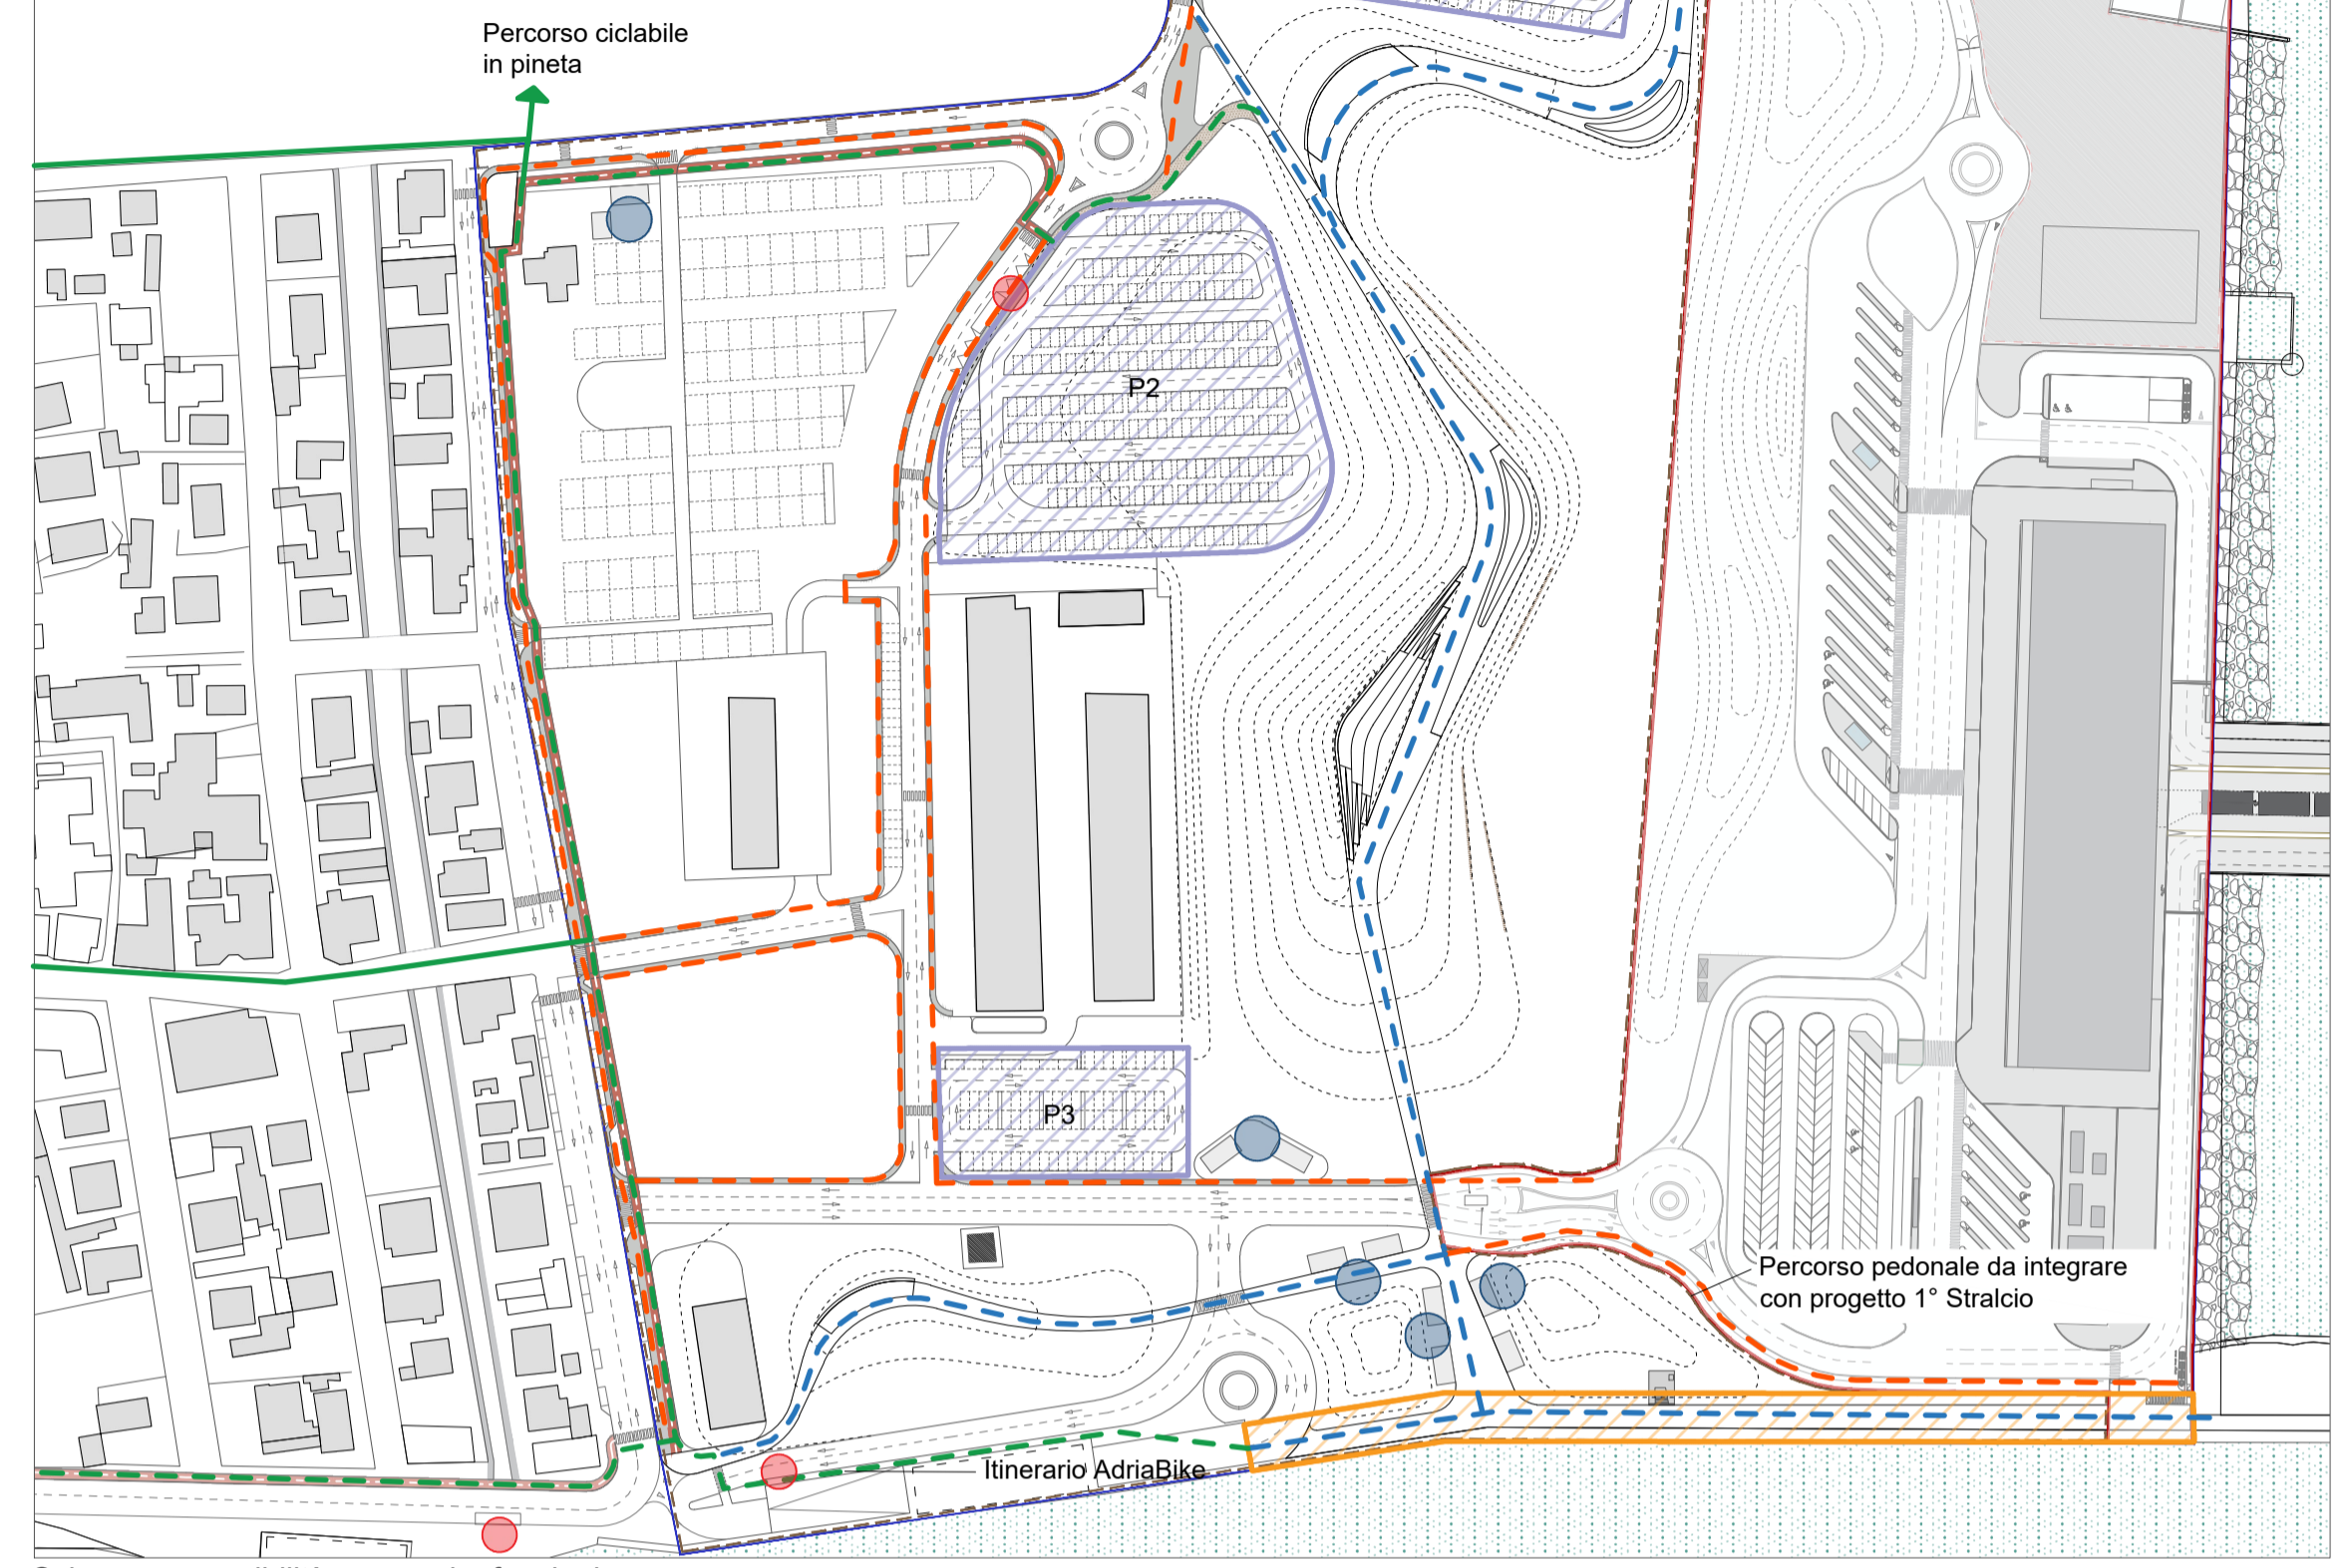 Percorso ciclabile
in pineta
P2
P3
Percorso pedonale da integrare
con progetto 1° Stralcio
Itinerario AdriaBike